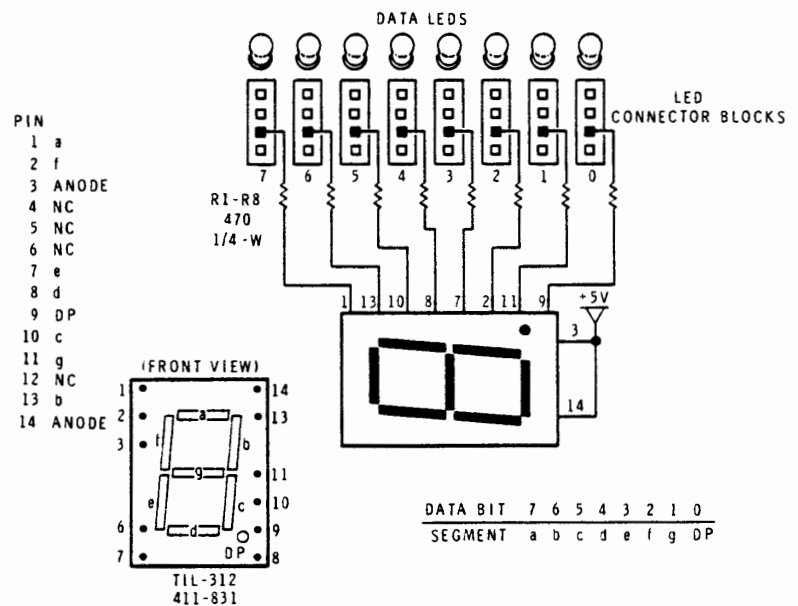 DATA LEDS
LED
CONNECTOR BLOCKS
7 6 5 4 3 2 1 0
R1-R8
470
1/4-W
PIN
1 a
2 f
3 ANODE
4 NC
5 NC
6 NC
7 e
8 d
9 DP
10 c
11 g
12 NC
13 b
14 ANODE
1 13 10 8 7 2 11 9
+5V
3
14
(FRONT VIEW)
1 14
2 a 13
3 f b
g 11
e c 10
6 d 9
7 DP 8
TIL-312
411-831
DATA BIT 7 6 5 4 3 2 1 0
SEGMENT a b c d e f g DP